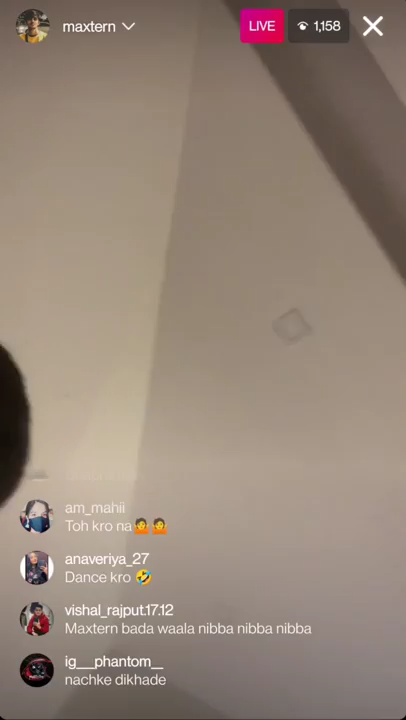 maxtern
LIVE
1,158
am_mahii
Toh kro na🤷🤷
anaveriya_27
Dance kro 🤣
vishal_rajput.17.12
Maxtern bada waala nibba nibba nibba
ig___phantom__
nachke dikhade